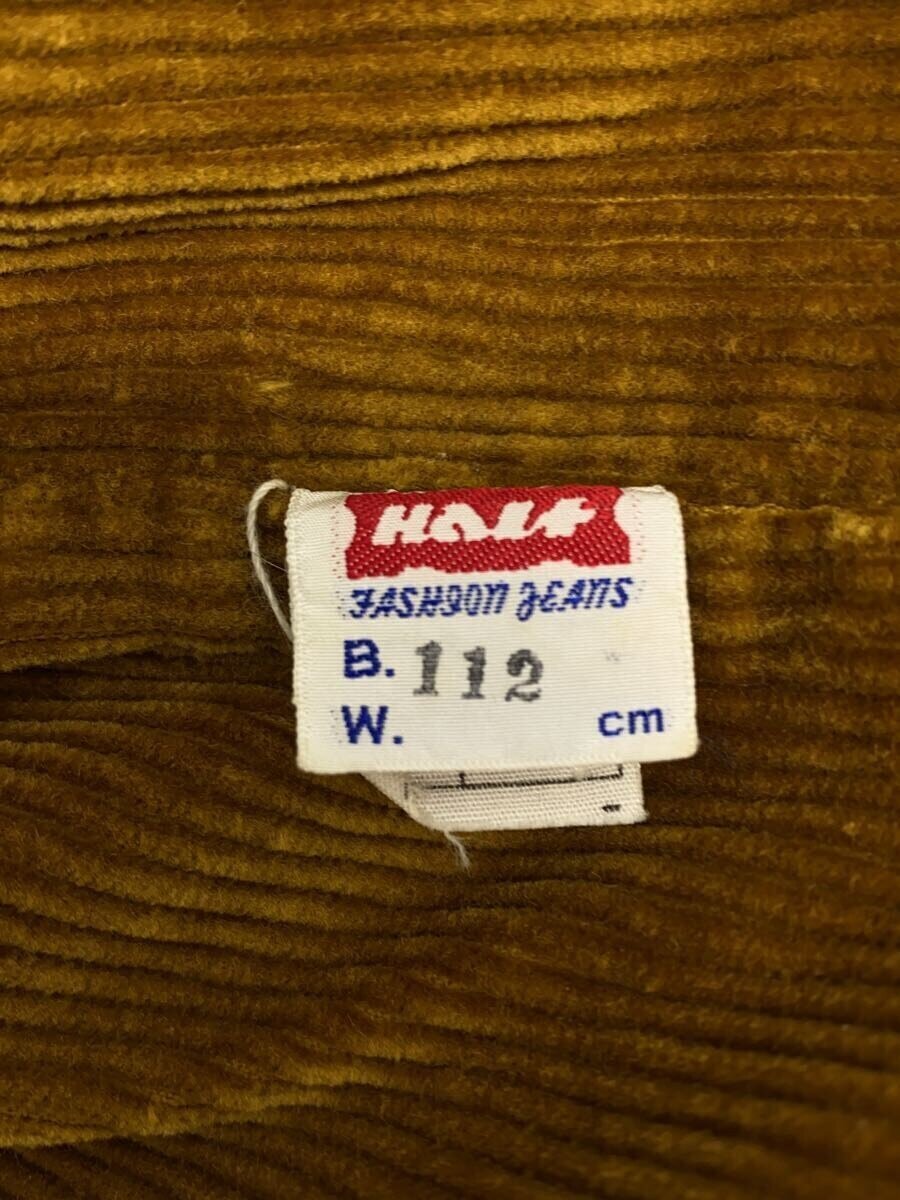 HALF
FASHION JEANS
B. 112
W. cm